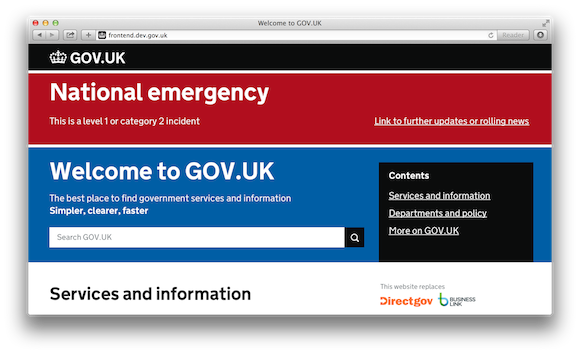 Welcome to GOV.UK
frontend.dev.gov.uk
Reader
GOV.UK
National emergency
This is a level 1 or category 2 incident
Link to further updates or rolling news
Welcome to GOV.UK
The best place to find government services and information
Simpler, clearer, faster
Search GOV.UK
Contents
Services and information
Departments and policy
More on GOV.UK
Services and information
This website replaces
Directgov
BUSINESS
LINK